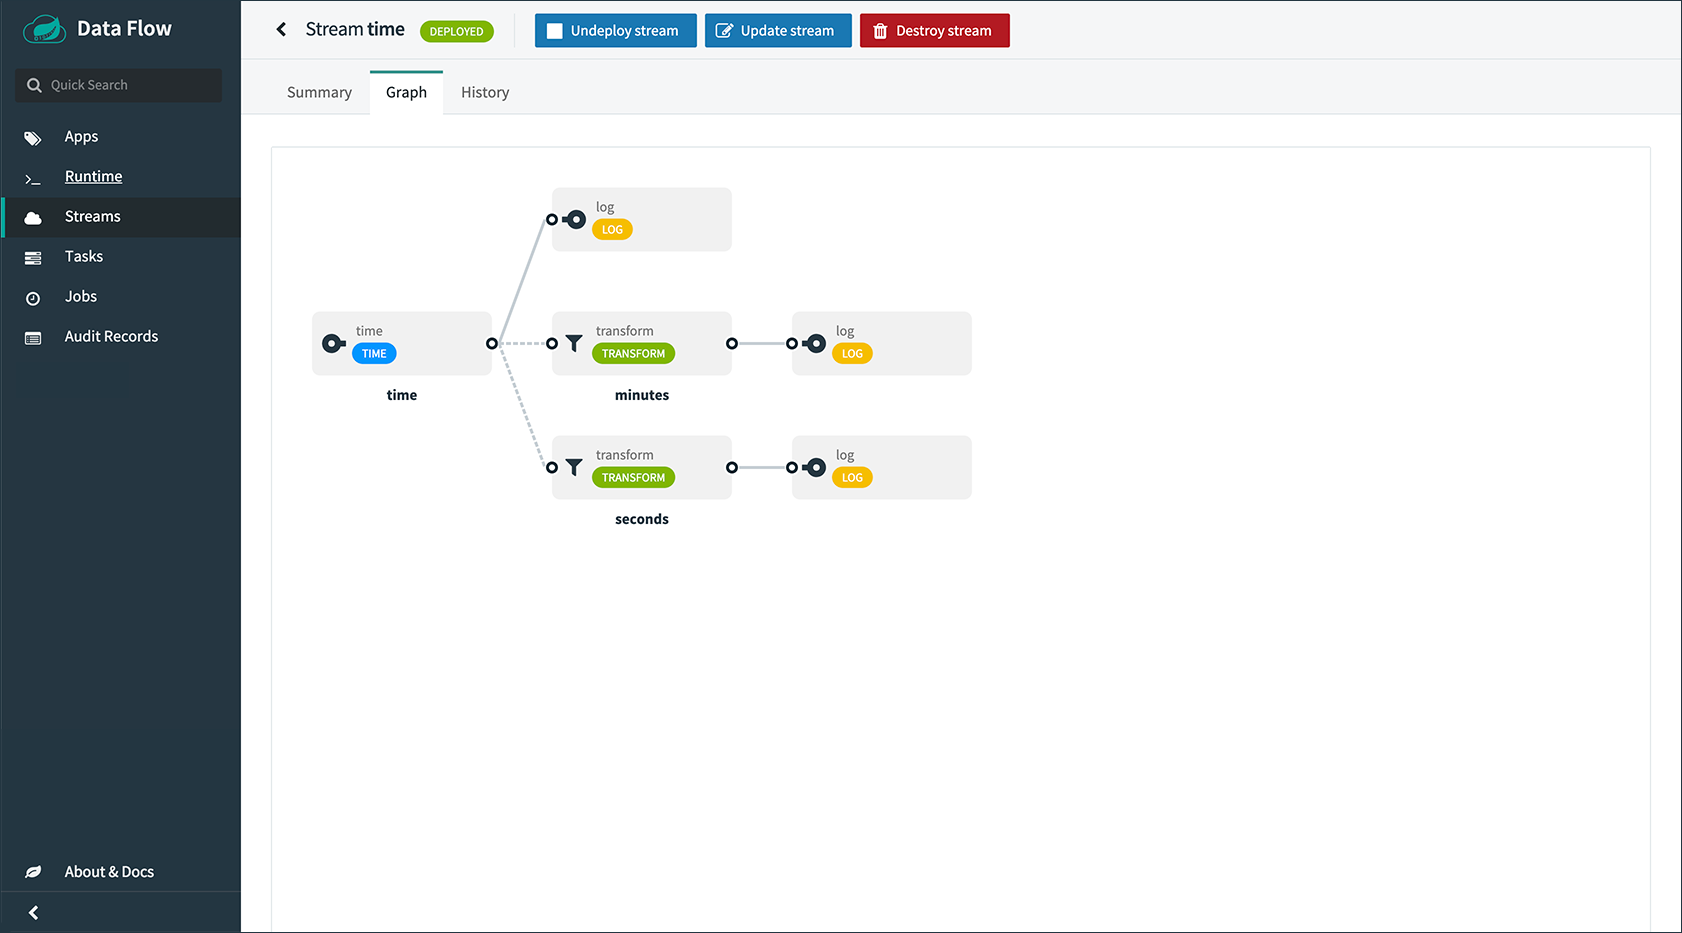 Data Flow
Quick Search
Apps
Runtime
Streams
Tasks
Jobs
Audit Records
About & Docs
Stream time DEPLOYED
Undeploy stream
Update stream
Destroy stream
Summary
Graph
History
log
LOG
time
TIME
time
transform
TRANSFORM
minutes
log
LOG
transform
TRANSFORM
seconds
log
LOG